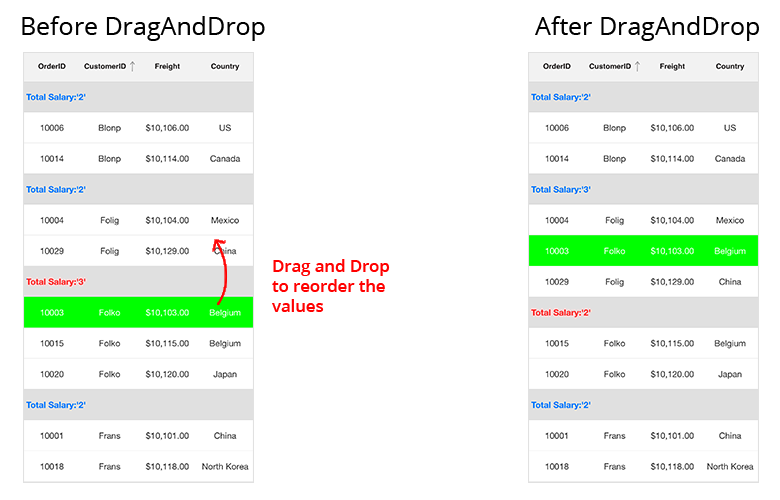 Before DragAndDrop
OrderID CustomerID Freight Country
Total Salary:'2'
10006 Blonp $10,106.00 US
10014 Blonp $10,114.00 Canada
Total Salary:'2'
10004 Folig $10,104.00 Mexico
10029 Folig $10,129.00 China
Total Salary:'3'
10003 Folko $10,103.00 Belgium
10015 Folko $10,115.00 Belgium
10020 Folko $10,120.00 Japan
Total Salary:'2'
10001 Frans $10,101.00 China
10018 Frans $10,118.00 North Korea
Drag and Drop
to reorder the
values
After DragAndDrop
OrderID CustomerID Freight Country
Total Salary:'2'
10006 Blonp $10,106.00 US
10014 Blonp $10,114.00 Canada
Total Salary:'3'
10004 Folig $10,104.00 Mexico
10003 Folko $10,103.00 Belgium
10029 Folig $10,129.00 China
Total Salary:'2'
10015 Folko $10,115.00 Belgium
10020 Folko $10,120.00 Japan
Total Salary:'2'
10001 Frans $10,101.00 China
10018 Frans $10,118.00 North Korea